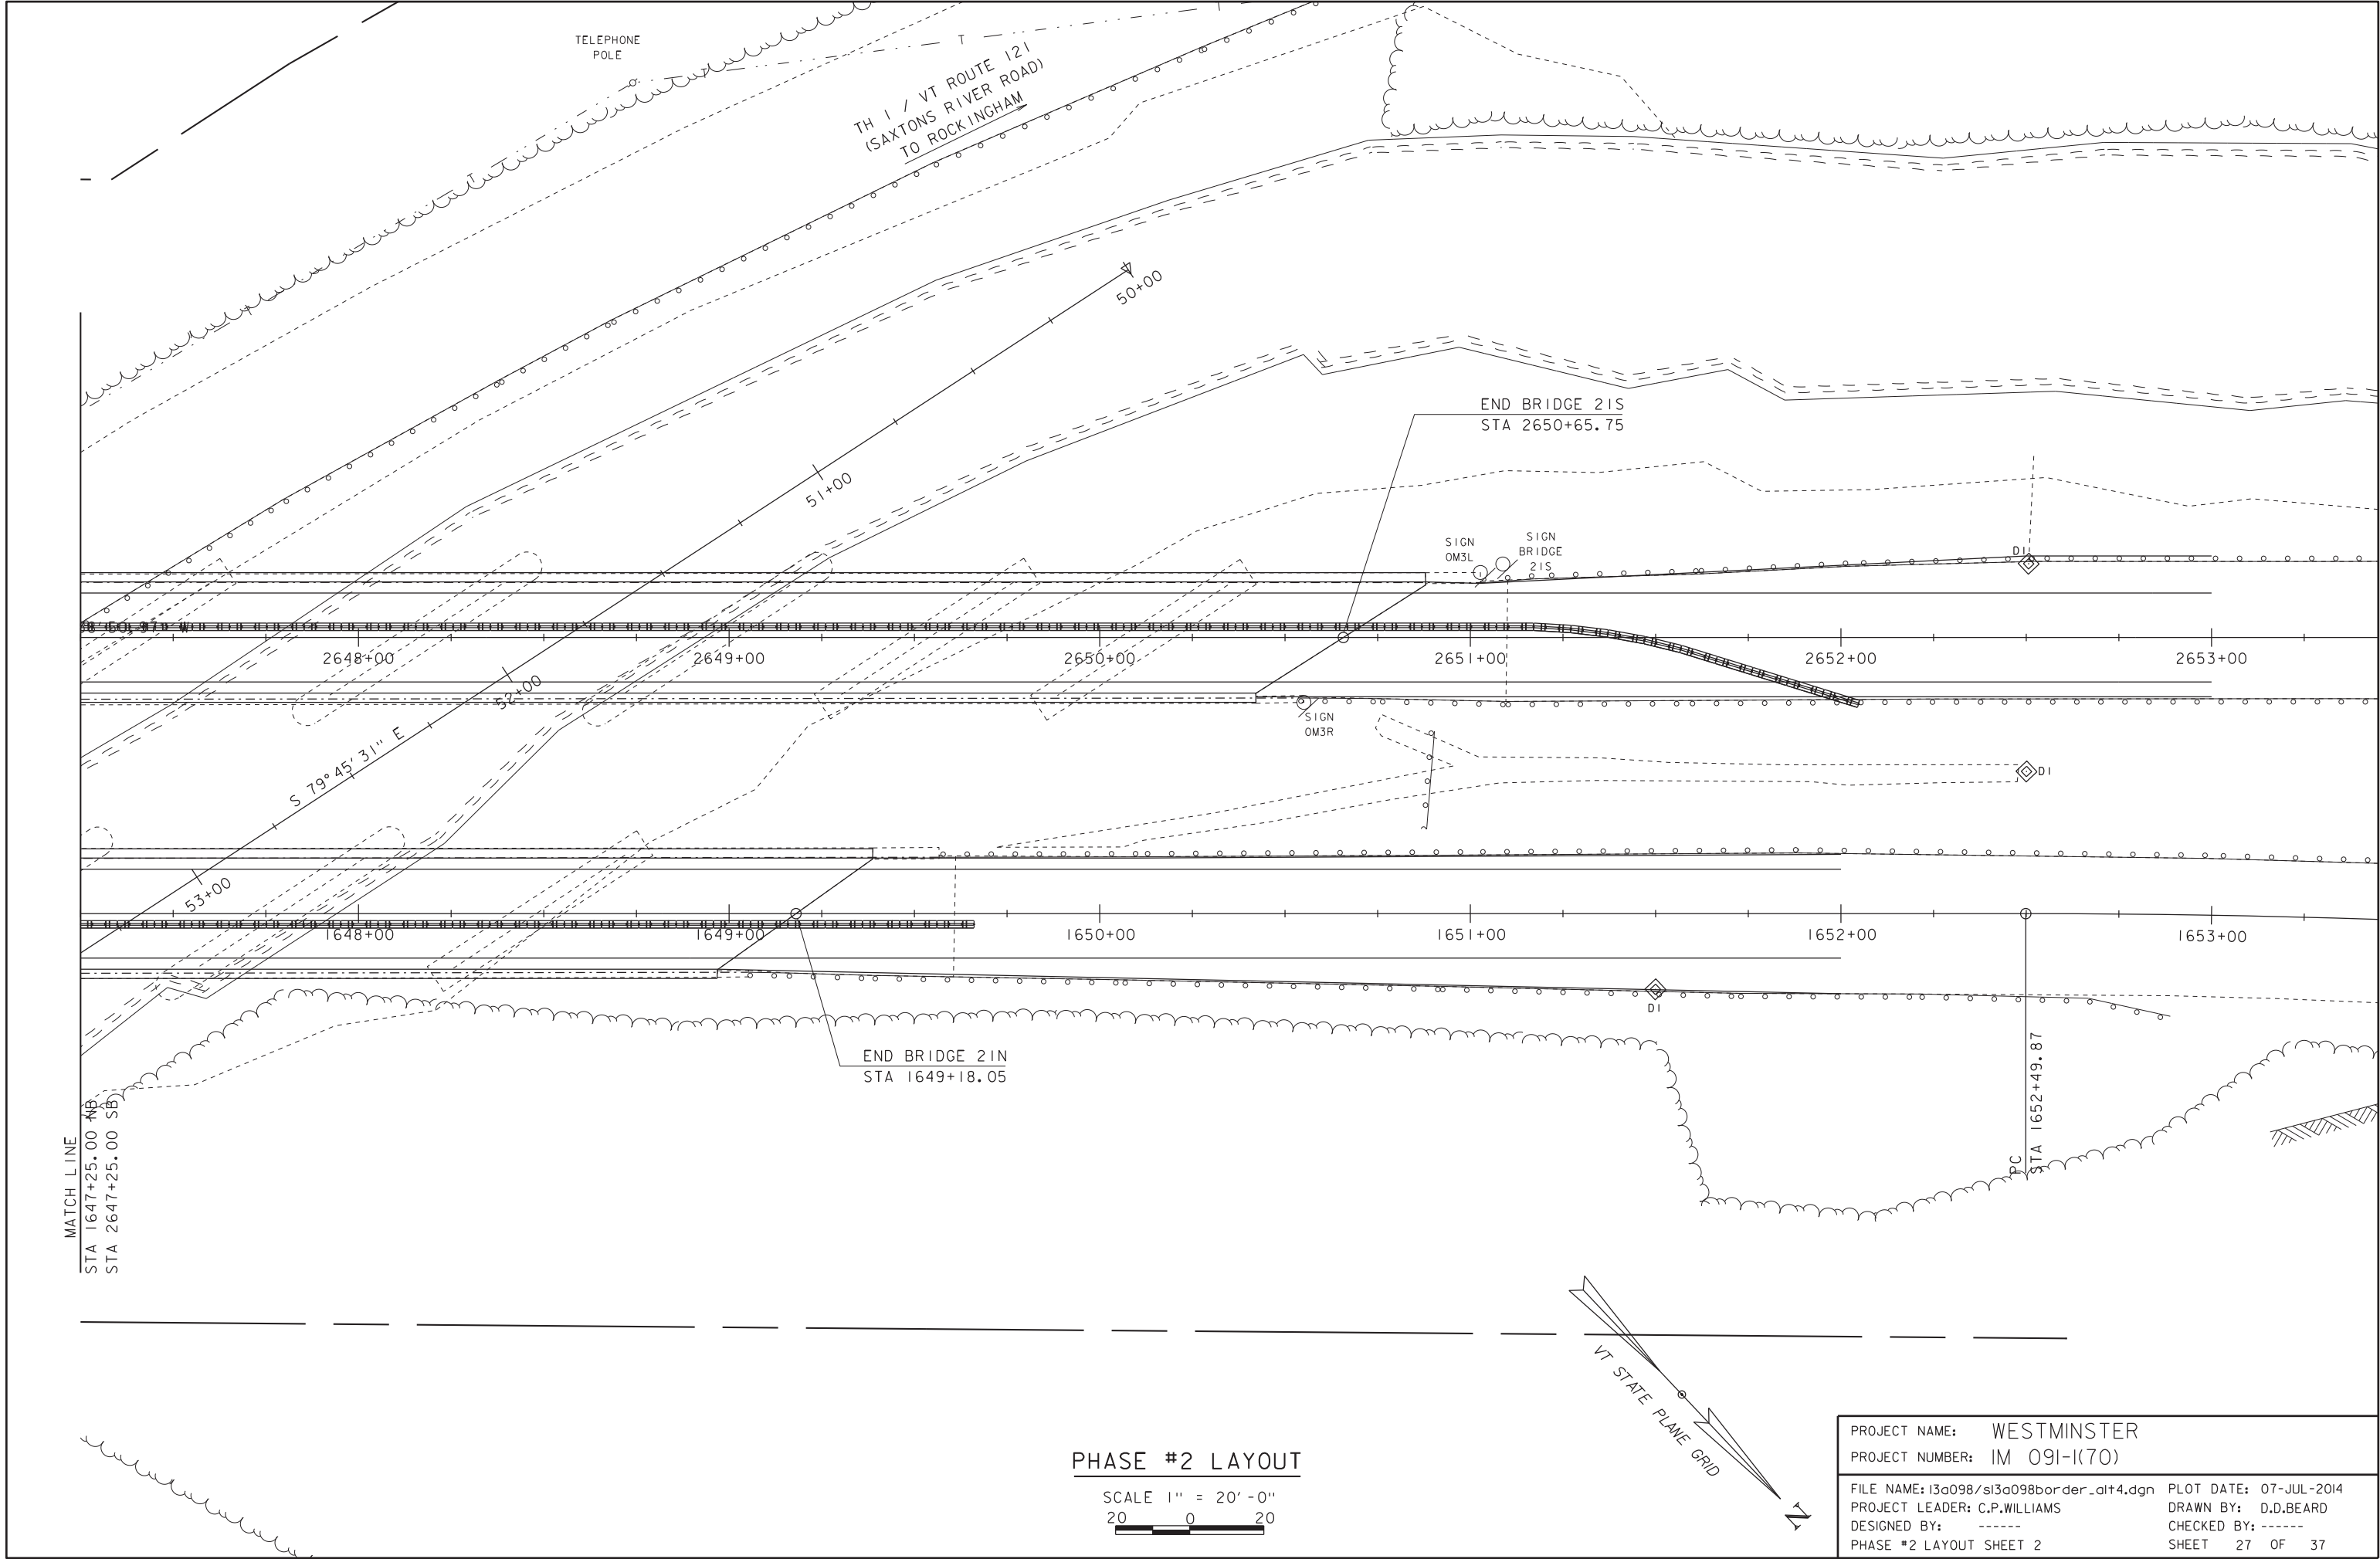 TELEPHONE
POLE
T
T
T
T
T
T
TH 1 / VT ROUTE 121
(SAXTONS RIVER ROAD)
TO ROCKINGHAM
50+00
51+00
52+00
53+00
S 79° 45' 31" E
END BRIDGE 21S
STA 2650+65.75
SIGN
OM3L
SIGN
BRIDGE
21S
D1
2648+00
2649+00
2650+00
2651+00
2652+00
2653+00
SIGN
OM3R
D1
1648+00
1649+00
1650+00
1651+00
1652+00
1653+00
D1
END BRIDGE 21N
STA 1649+18.05
PC
STA 1652+49.87
MATCH LINE
STA 1647+25.00 NB
STA 2647+25.00 SB
VT STATE PLANE GRID
N
PHASE #2 LAYOUT
SCALE 1" = 20'-0"
20 0 20
PROJECT NAME: WESTMINSTER
PROJECT NUMBER: IM 091-1(70)
FILE NAME: 13a098/s13a098border_alt4.dgn PLOT DATE: 07-JUL-2014
PROJECT LEADER: C.P.WILLIAMS DRAWN BY: D.D.BEARD
DESIGNED BY: ------ CHECKED BY: ------
PHASE #2 LAYOUT SHEET 2 SHEET 27 OF 37